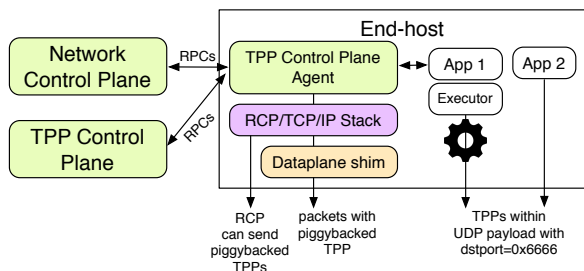 End-host
Network
Control Plane
RPCs
TPP Control Plane
Agent
App 1
App 2
Executor
TPP Control
Plane
RPCs
RCP/TCP/IP Stack
Dataplane shim
RCP
can send
piggybacked
TPPs
packets with
piggybacked
TPP
TPPs within
UDP payload with
dstport=0x6666